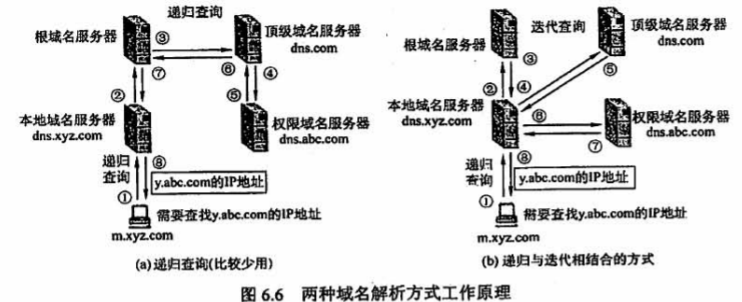 递归查询
根域名服务器
③
顶级域名服务器
dns.com
⑦
⑥
④
②
⑤
本地域名服务器
dns.xyz.com
权限域名服务器
dns.abc.com
递归
查询
⑧
y.abc.com的IP地址
①
需要查找y.abc.com的IP地址
m.xyz.com
(a)递归查询(比较少用)
迭代查询
根域名服务器
顶级域名服务器
dns.com
③
⑤
②
④
本地域名服务器
dns.xyz.com
⑥
权限域名服务器
dns.abc.com
⑦
递归
查询
⑧
y.abc.com的IP地址
①
需要查找y.abc.com的IP地址
m.xyz.com
(b)递归与迭代相结合的方式
图 6.6 两种域名解析方式工作原理